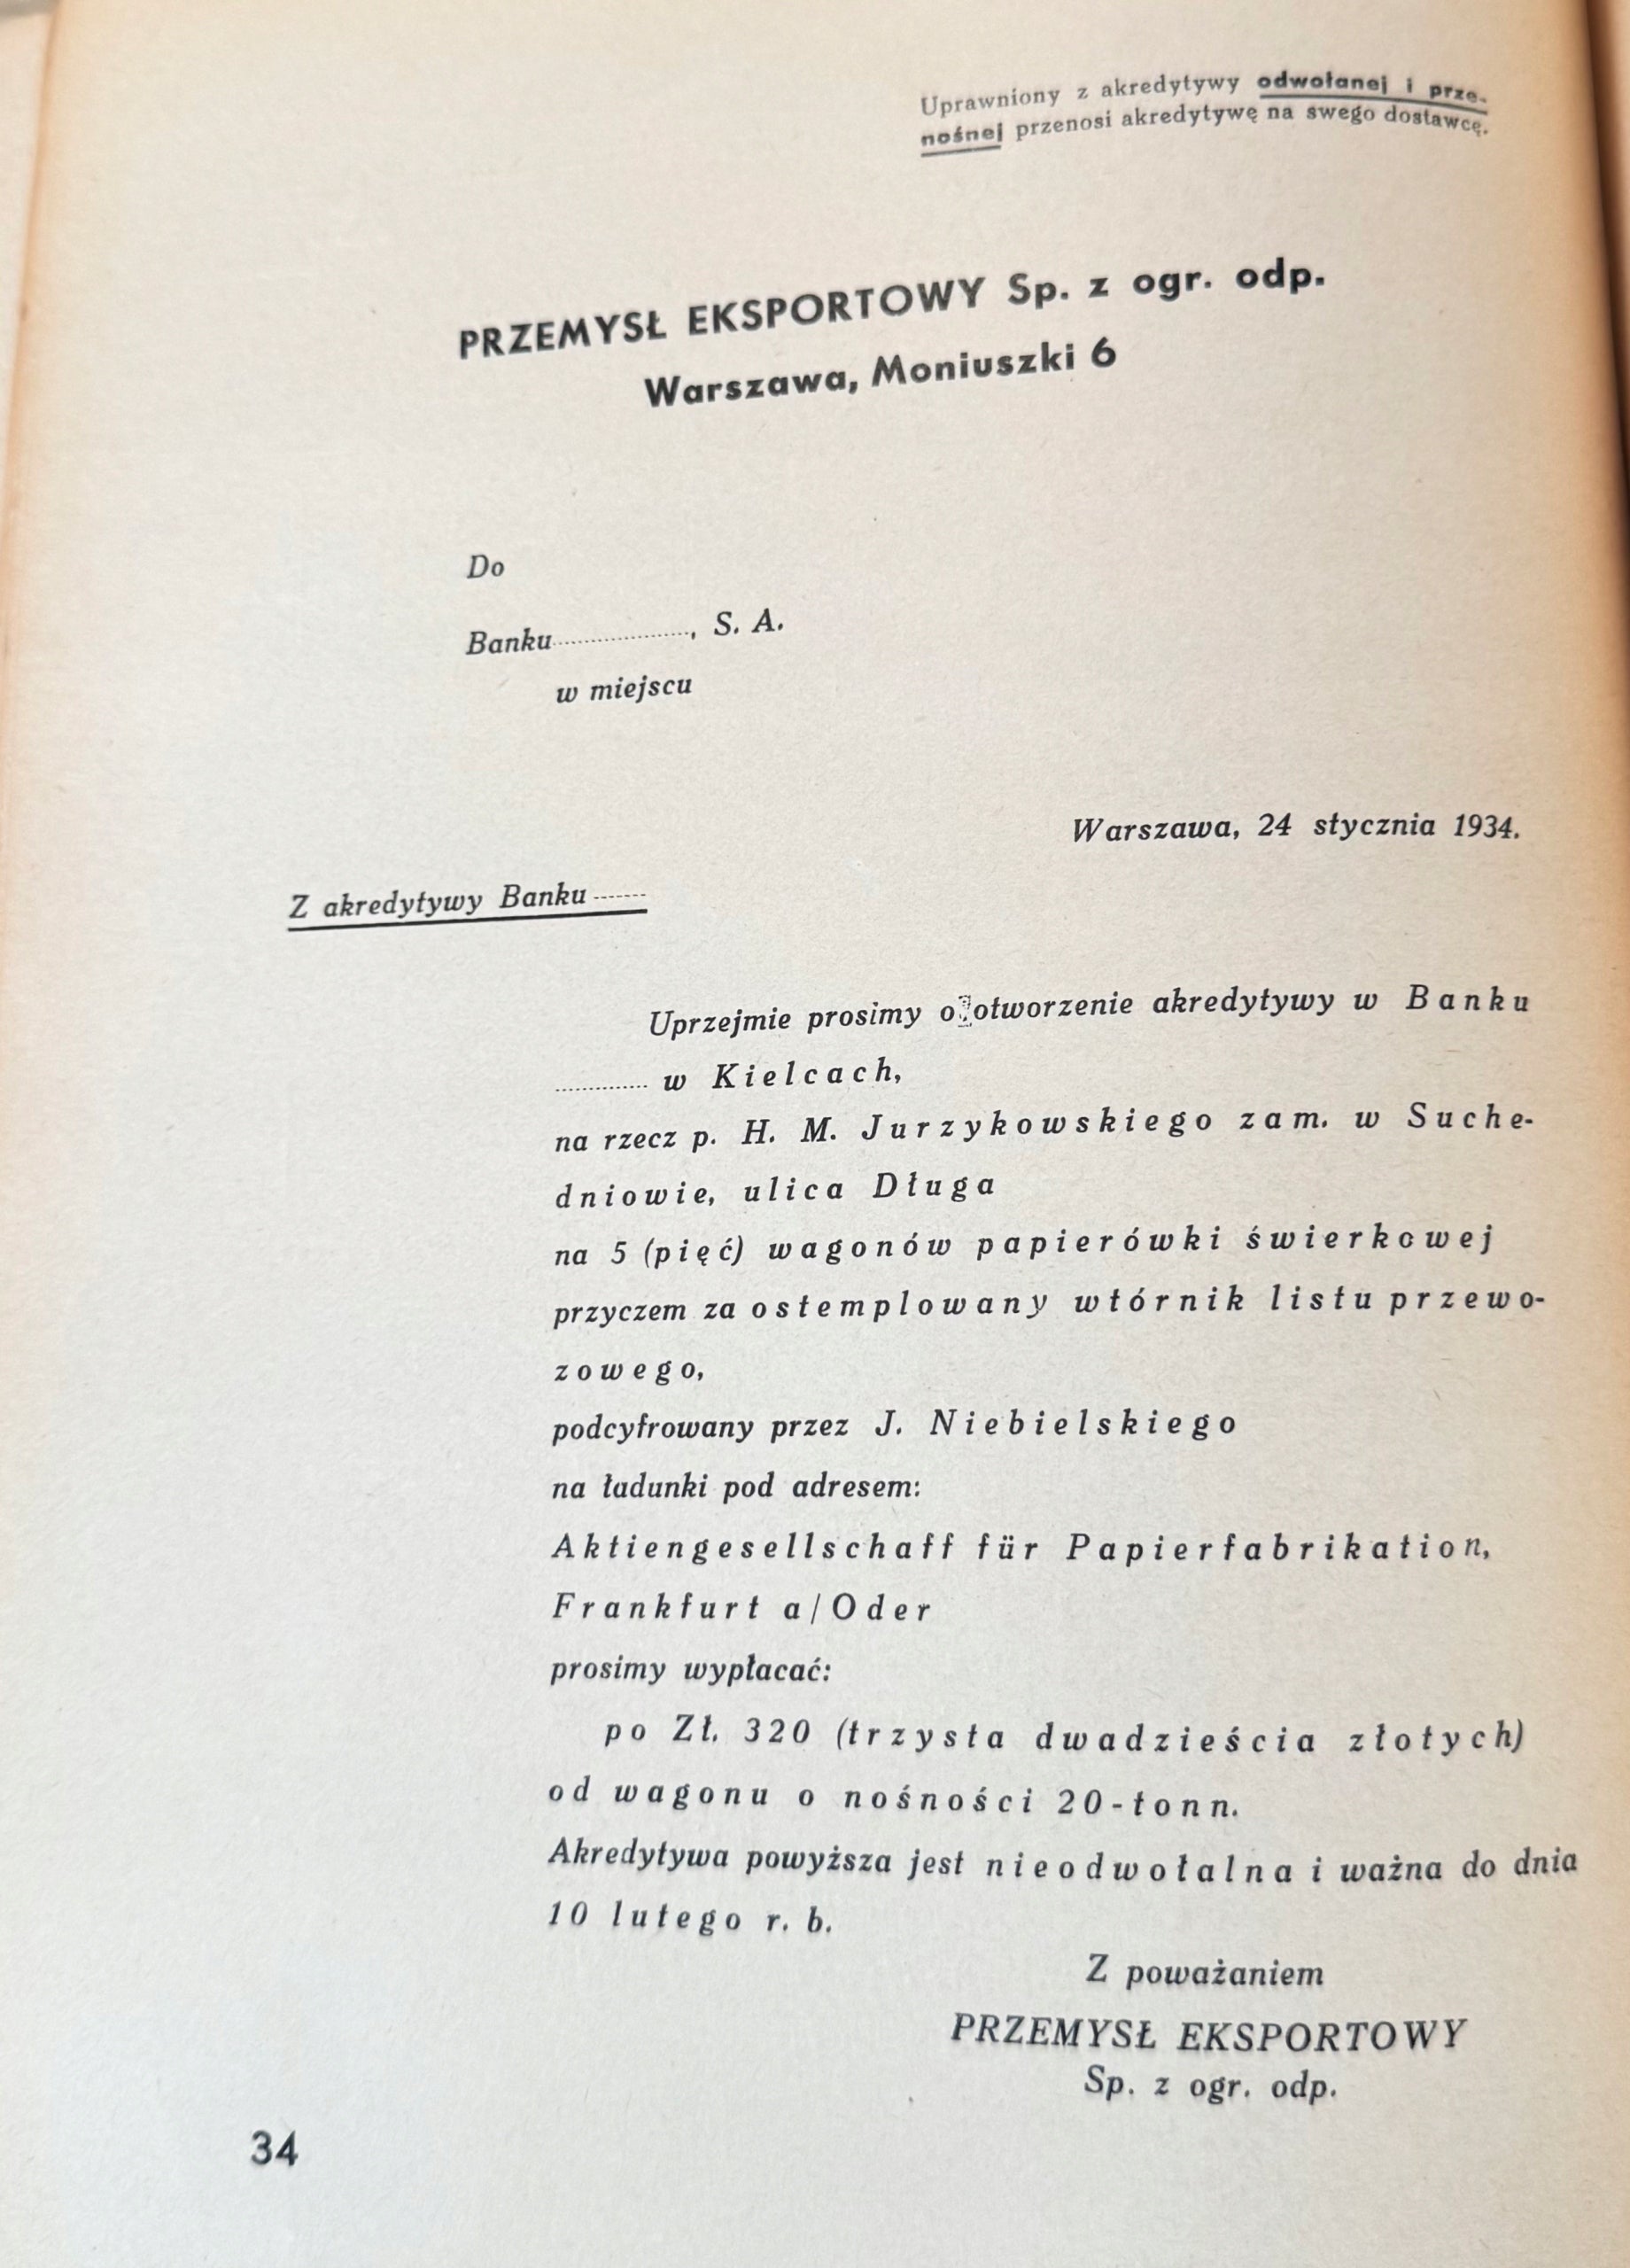 Uprawniony z akredytywy odwołanej i prze-
nośnej przenosi akredytywę na swego dostawcę.
PRZEMYSŁ EKSPORTOWY Sp. z ogr. odp.
Warszawa, Moniuszki 6
Do
Banku..................., S. A.
w miejscu
Warszawa, 24 stycznia 1934.
Z akredytywy Banku .......
Uprzejmie prosimy o otworzenie akredytywy w Banku
............. w Kielcach,
na rzecz p. H. M. Jurzykowskiego zam. w Suche-
dniowie, ulica Długa
na 5 (pięć) wagonów papierówki świerkowej
przyczem za ostemplowany wtórnik listu przewo-
zowego,
podcyfrowany przez J. Niebielskiego
na ładunki pod adresem:
Aktiengesellschaff für Papierfabrikation,
Frankfurt a/Oder
prosimy wypłacać:
po Zł. 320 (trzysta dwadzieścia złotych)
od wagonu o nośności 20-tonn.
Akredytywa powyższa jest nieodwołalna i ważna do dnia
10 lutego r. b.
Z poważaniem
PRZEMYSŁ EKSPORTOWY
Sp. z ogr. odp.
34